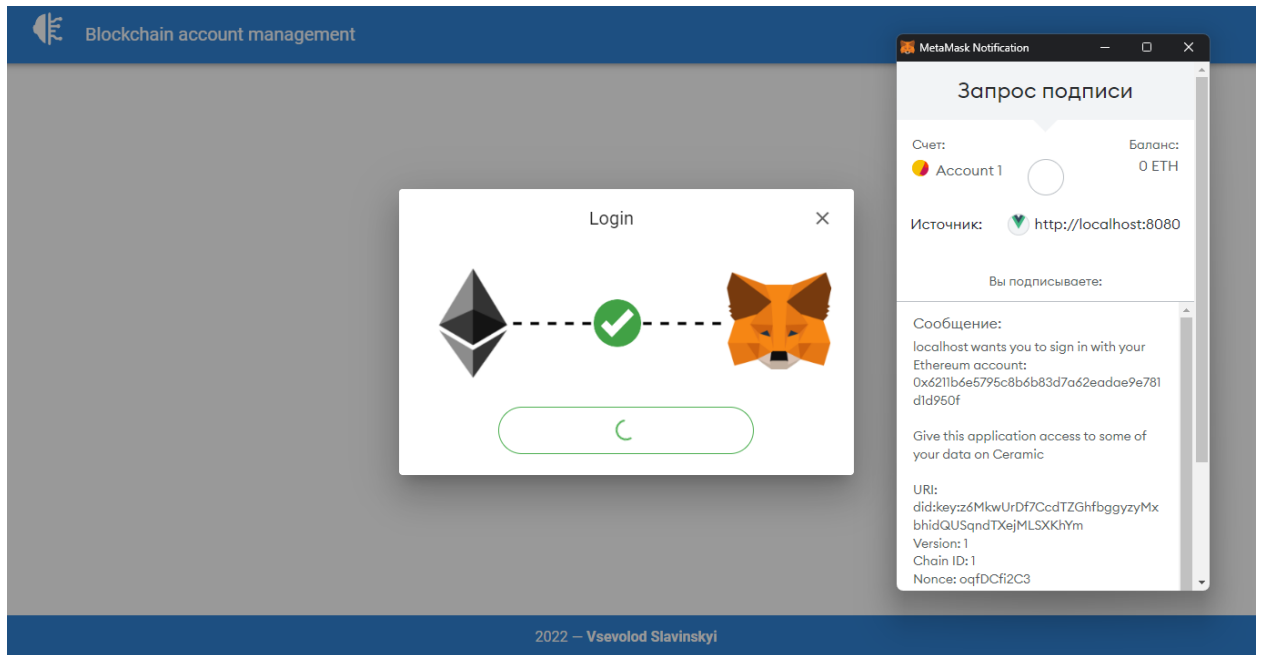 Blockchain account management
MetaMask Notification
Запрос подписи
Счет:
Баланс:
Account 1
0 ETH
Источник:
http://localhost:8080
Вы подписываете:
Сообщение:
localhost wants you to sign in with your
Ethereum account:
0x6211b6e5795c8b6b83d7a62eadae9e781
d1d950f
Give this application access to some of
your data on Ceramic
URI:
did:key:z6MkwUrDf7CcdTZGhfbggyzyMx
bhidQUSqndTXejMLSXKhYm
Version: 1
Chain ID: 1
Nonce: oqfDCfi2C3
Login
2022 — Vsevolod Slavinskyi